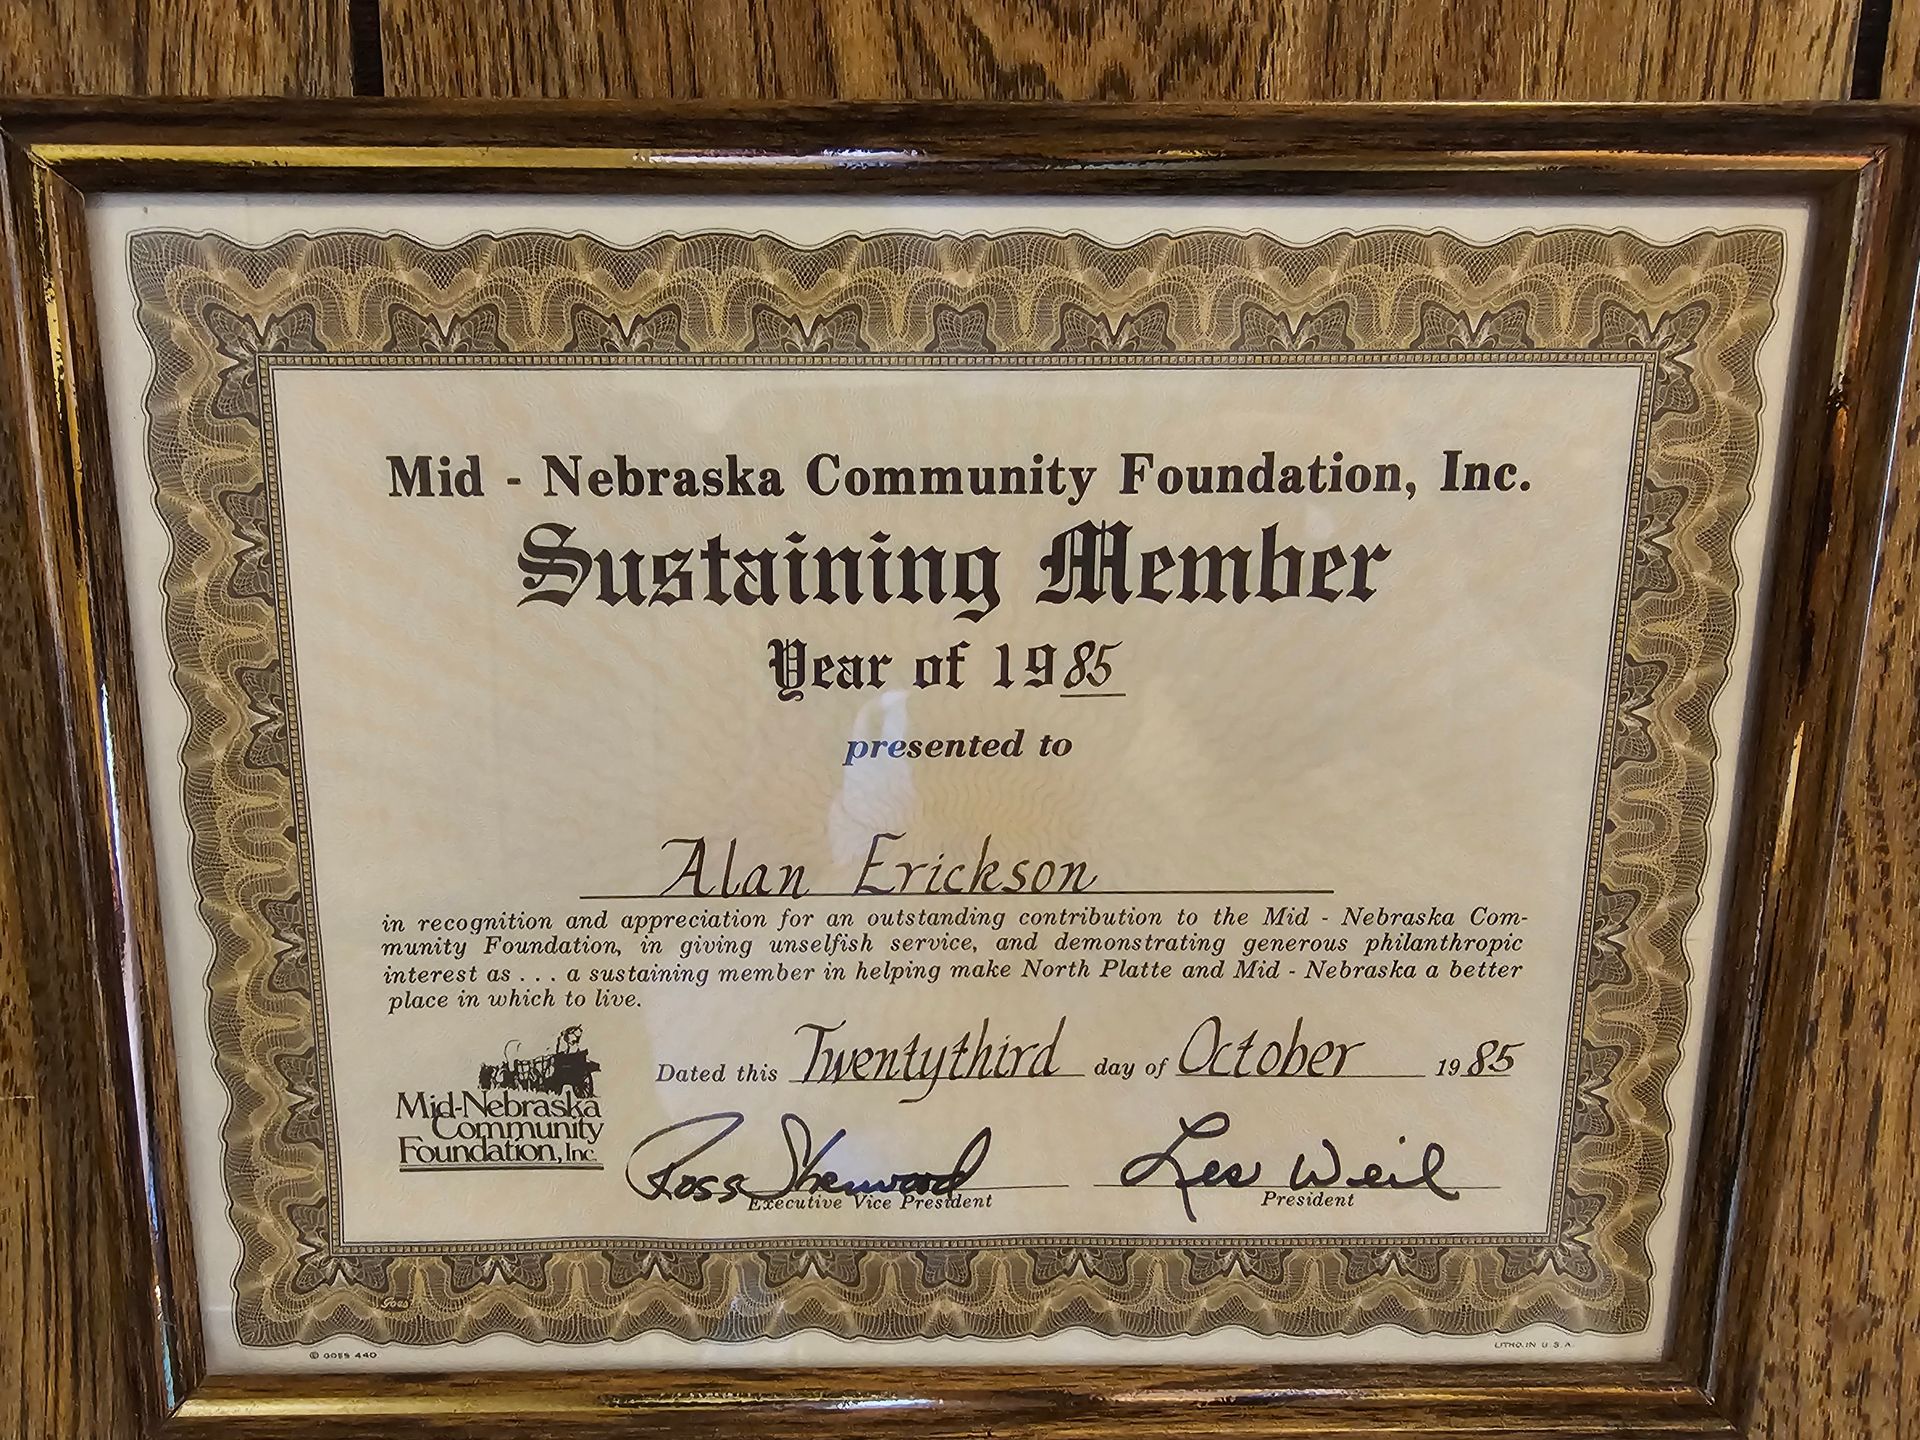 Mid - Nebraska Community Foundation, Inc.
Sustaining Member
Year of 1985
presented to
Alan Erickson
in recognition and appreciation for an outstanding contribution to the Mid - Nebraska Com-
munity Foundation, in giving unselfish service, and demonstrating generous philanthropic
interest as . . . a sustaining member in helping make North Platte and Mid - Nebraska a better
place in which to live.
Dated this Twentythird day of October 1985
Mid-Nebraska
Community
Foundation, Inc.
Ross Sherwood Les Weil
Executive Vice President President
Goes
© GOES 440 LITHO. IN U. S. A.